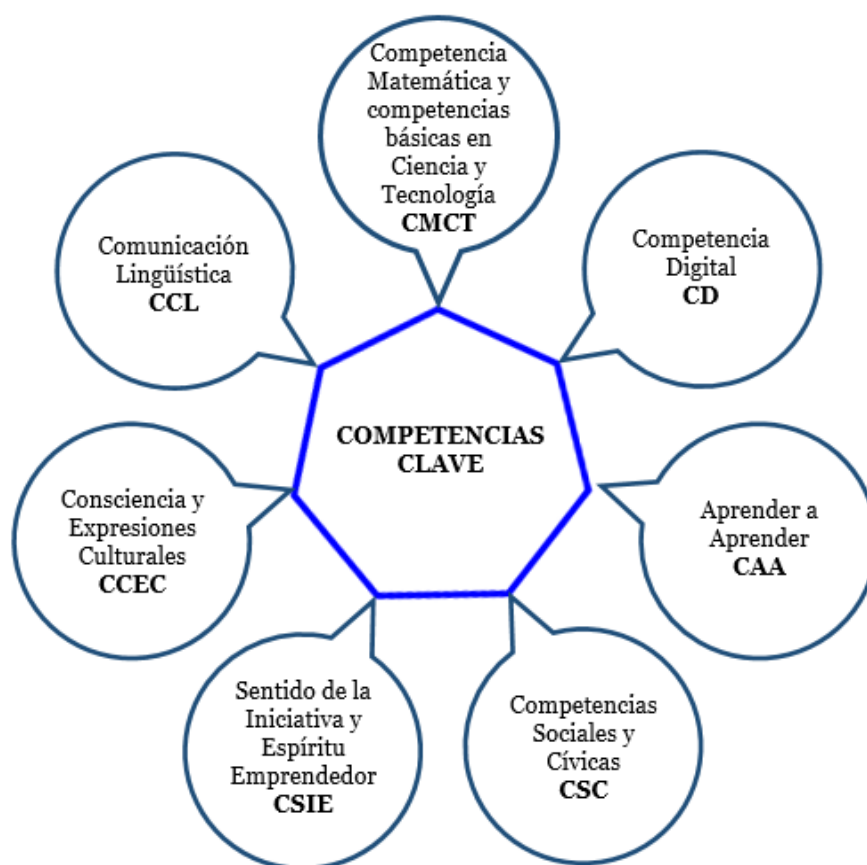 Competencia
Matemática y
competencias
básicas en
Ciencia y
Tecnología
CMCT
Comunicación
Lingüística
CCL
Competencia
Digital
CD
COMPETENCIAS
CLAVE
Consciencia y
Expresiones
Culturales
CCEC
Aprender a
Aprender
CAA
Sentido de la
Iniciativa y
Espíritu
Emprendedor
CSIE
Competencias
Sociales y
Cívicas
CSC